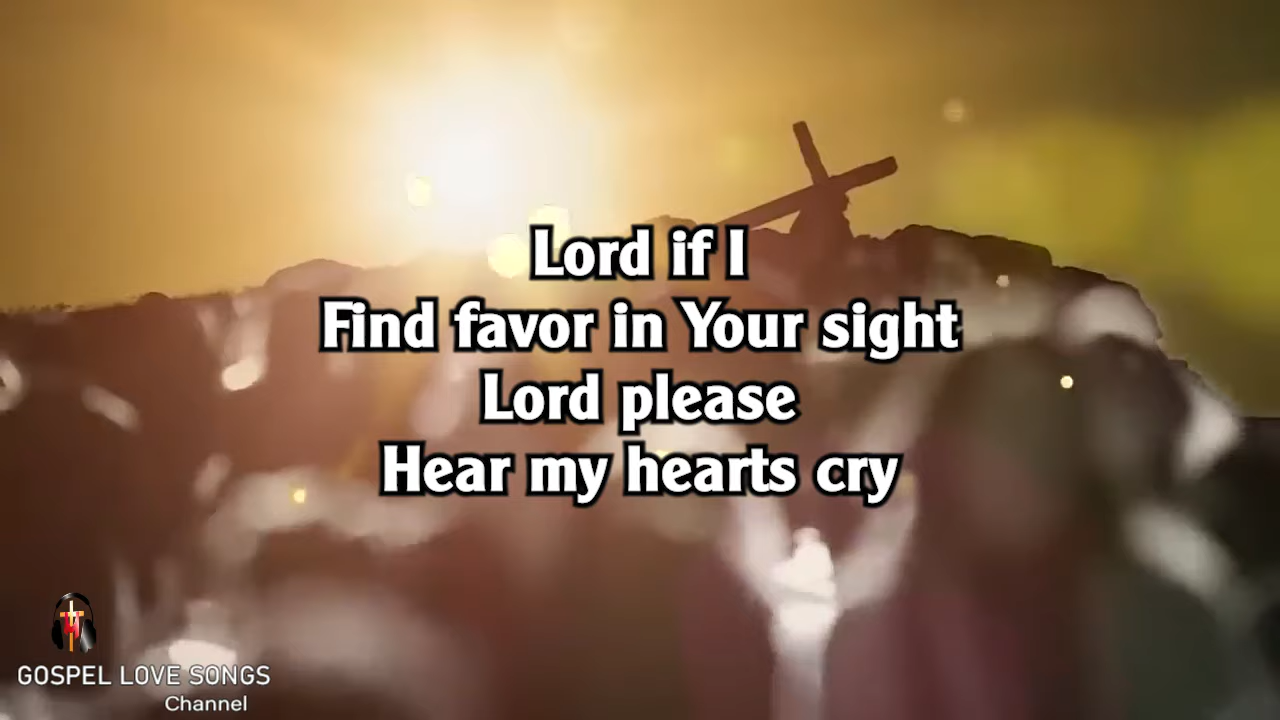 Lord if I
Find favor in Your sight
Lord please
Hear my hearts cry
GOSPEL LOVE SONGS
Channel